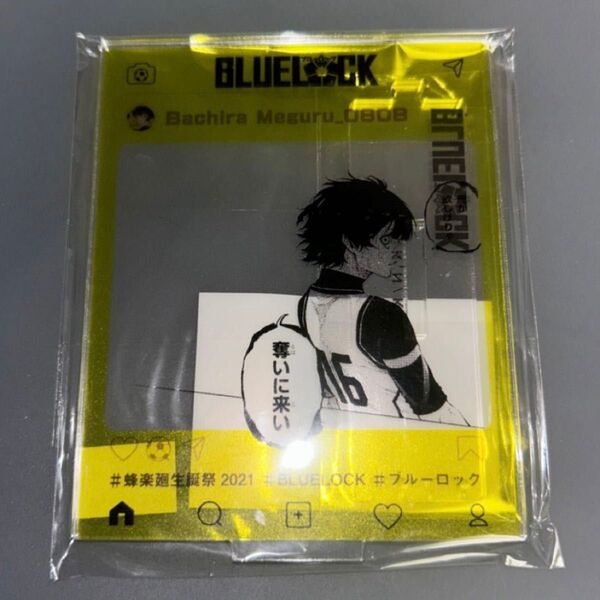 BLUELOCK
Bachira Meguru_0808
BLUELOCK
奪いに来い
16
#蜂楽廻生誕祭 2021 #BLUELOCK #ブルーロック